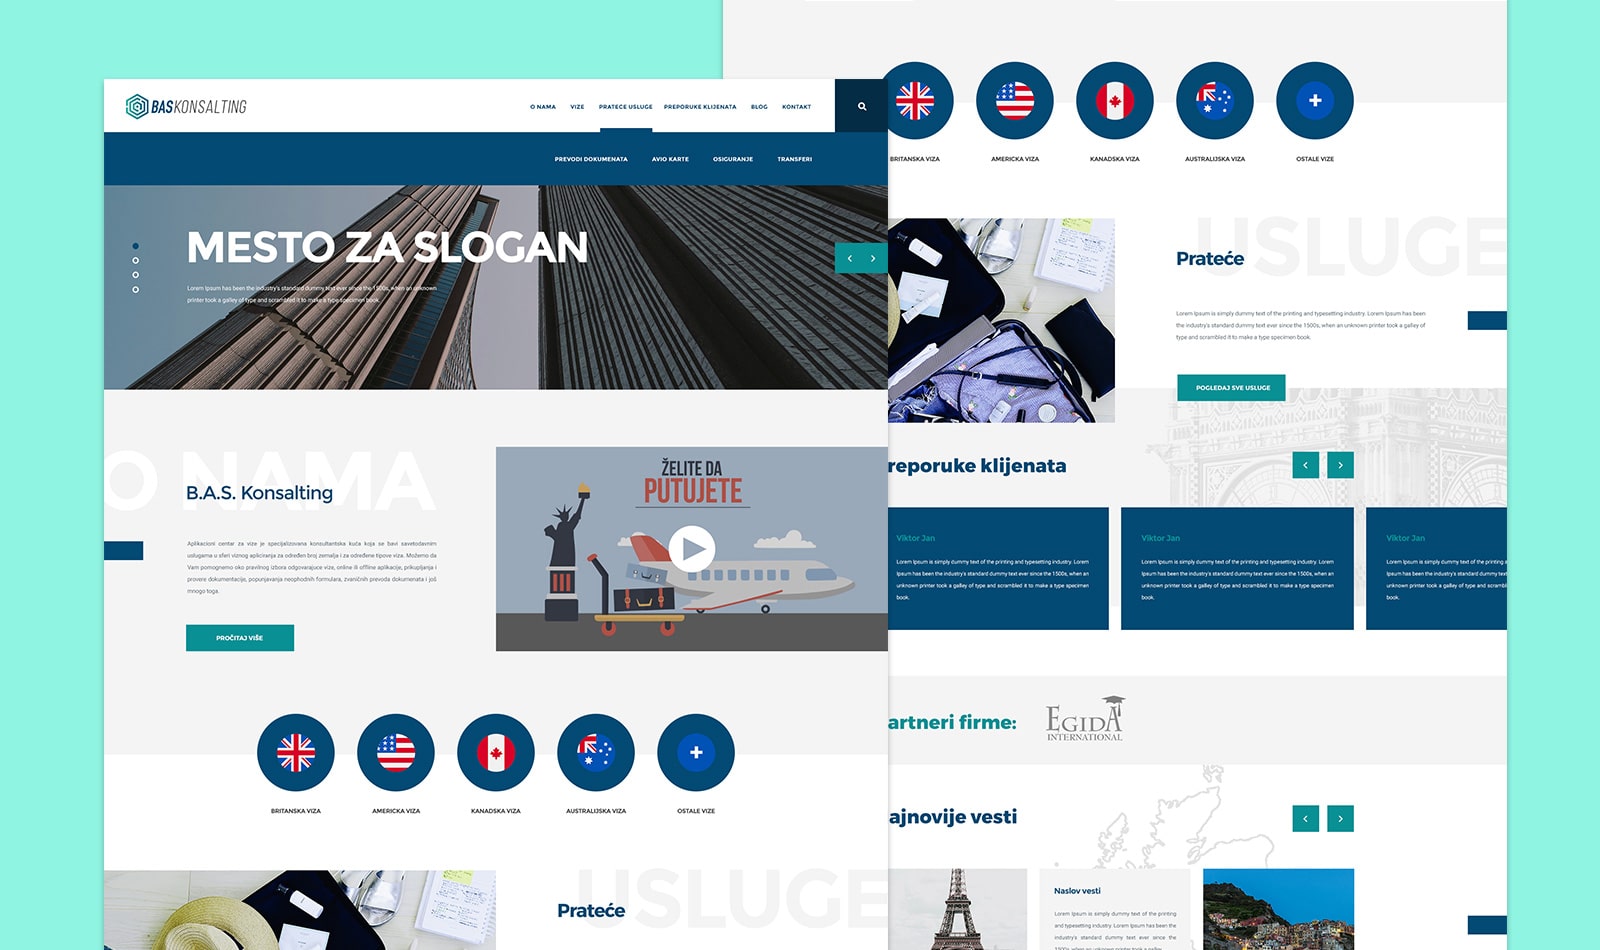 BASKONSALTING
O NAMA
VIZE
PRATEĆE USLUGE
PREPORUKE KLIJENATA
BLOG
KONTAKT
PREVODI DOKUMENATA
AVIO KARTE
OSIGURANJE
TRANSFERI
MESTO ZA SLOGAN
Lorem Ipsum has been the industry's standard dummy text ever since the 1500s, when an unknown
printer took a galley of type and scrambled it to make a type specimen book.
O NAMA
B.A.S. Konsalting
Aplikacioni centar za vize je specijalizovana konsultantska kuća koja se bavi savetodavnim
uslugama u sferi viznog apliciranja za određen broj zemalja i za određene tipove viza. Možemo da
Vam pomognemo oko pravilnog izbora odgovarajuce vize, online ili offline aplikacije, prikupljanja i
provere dokumentacije, popunjavanja neophodnih formulara, zvaničnih prevoda dokumenata i još
mnogo toga.
PROČITAJ VIŠE
ŽELITE DA
PUTUJETE
BRITANSKA VIZA
AMERICKA VIZA
KANADSKA VIZA
AUSTRALIJSKA VIZA
OSTALE VIZE
USLUGE
Prateće
BRITANSKA VIZA
AMERICKA VIZA
KANADSKA VIZA
AUSTRALIJSKA VIZA
OSTALE VIZE
USLUGE
Prateće
Lorem Ipsum is simply dummy text of the printing and typesetting industry. Lorem Ipsum has been
the industry's standard dummy text ever since the 1500s, when an unknown printer took a galley of
type and scrambled it to make a type specimen book.
POGLEDAJ SVE USLUGE
reporuke klijenata
Viktor Jan
Lorem Ipsum is simply dummy text of the printing and typesetting industry. Lorem
Ipsum has been the industry's standard dummy text ever since the 1500s, when an
unknown printer took a galley of type and scrambled it to make a type specimen
book.
Viktor Jan
Lorem Ipsum is simply dummy text of the printing and typesetting industry. Lorem
Ipsum has been the industry's standard dummy text ever since the 1500s, when an
unknown printer took a galley of type and scrambled it to make a type specimen
book.
Viktor Jan
Lorem Ipsum is simply dummy text of the printing
Ipsum has been the industry's standard dummy text e
unknown printer took a galley of type and scramble
book.
artneri firme:
EGIDA
INTERNATIONAL
ajnovije vesti
Naslov vesti
Lorem Ipsum is simply dummy text of
the printing and typesetting industry.
Lorem Ipsum has been the industry's